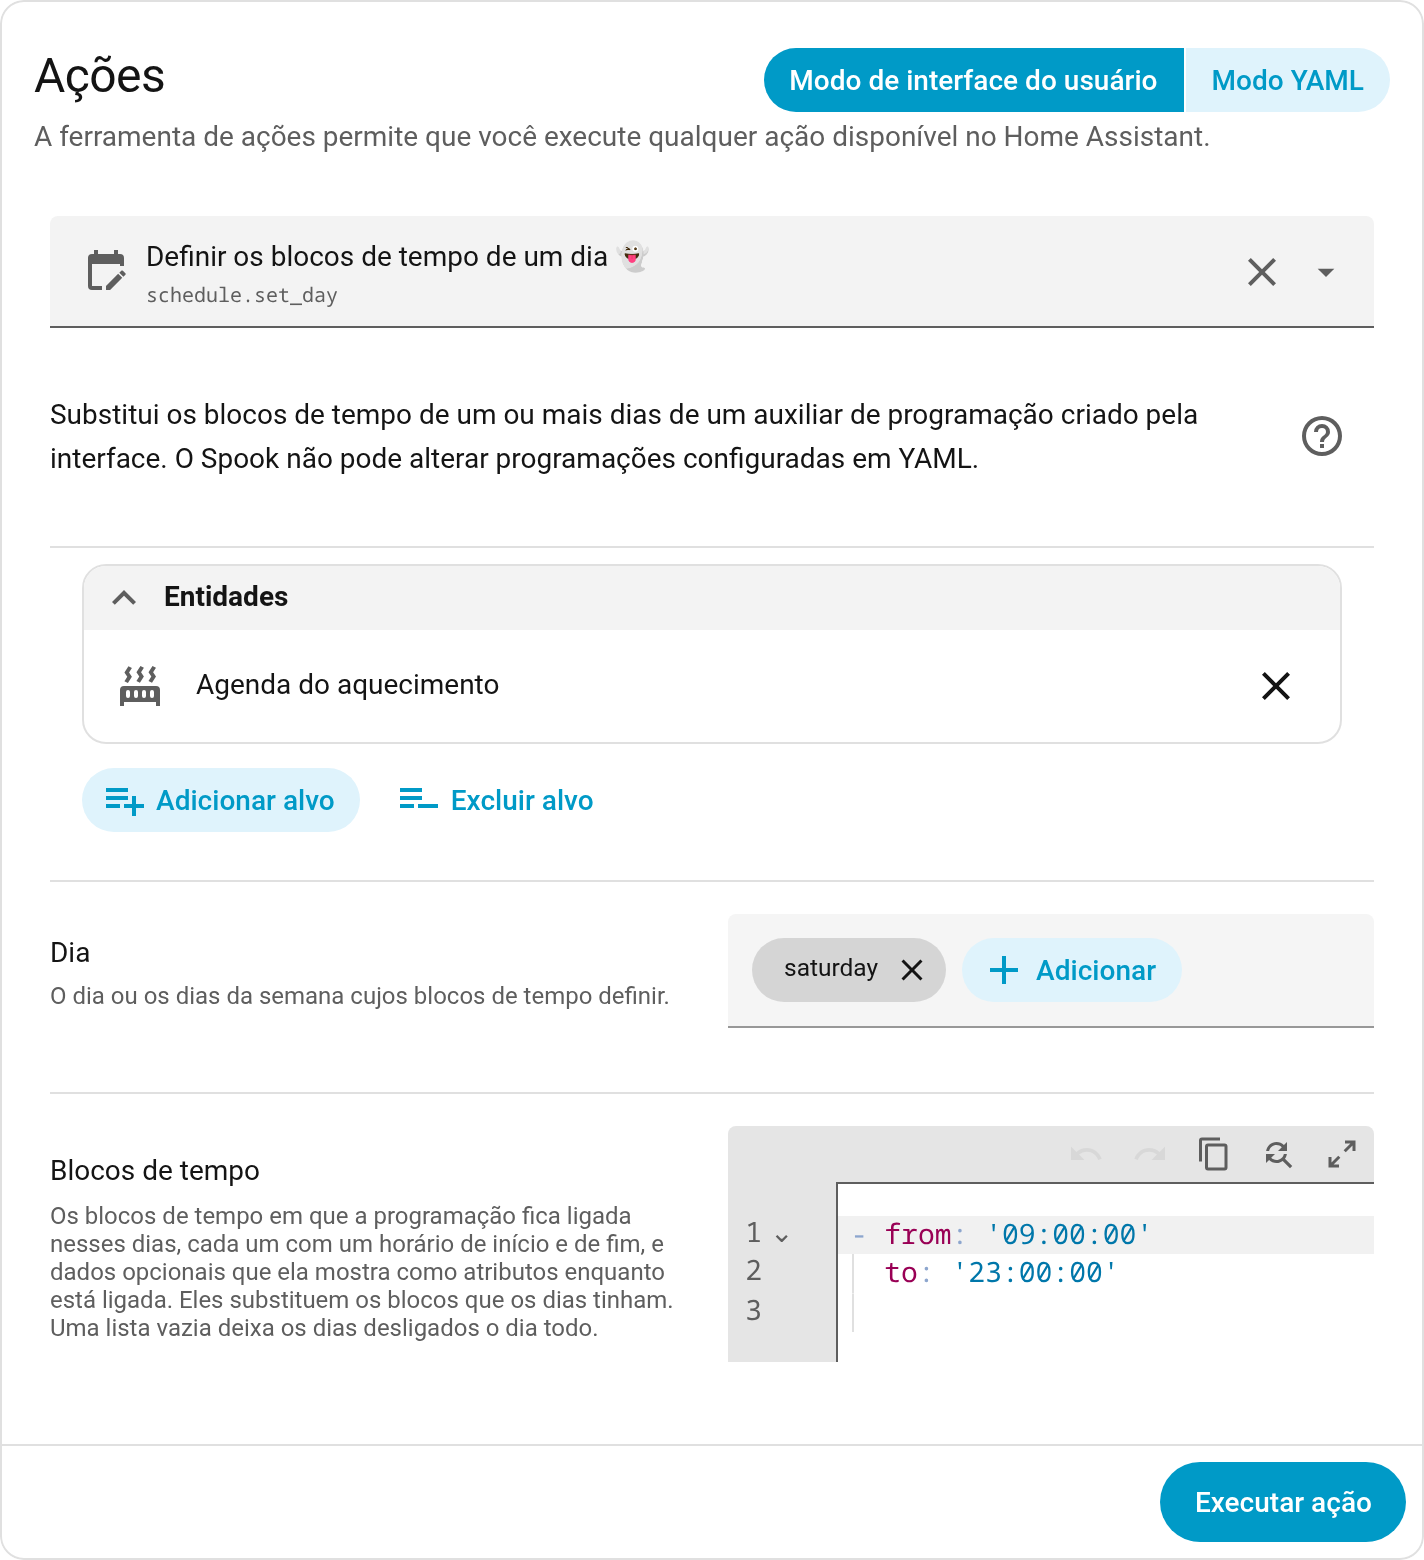 Ações
Modo de interface do usuário
Modo YAML
A ferramenta de ações permite que você execute qualquer ação disponível no Home Assistant.
Definir os blocos de tempo de um dia 👻
schedule.set_day
Substitui os blocos de tempo de um ou mais dias de um auxiliar de programação criado pela
interface. O Spook não pode alterar programações configuradas em YAML.
Entidades
Agenda do aquecimento
Adicionar alvo
Excluir alvo
Dia
O dia ou os dias da semana cujos blocos de tempo definir.
saturday
Adicionar
Blocos de tempo
Os blocos de tempo em que a programação fica ligada
nesses dias, cada um com um horário de início e de fim, e
dados opcionais que ela mostra como atributos enquanto
está ligada. Eles substituem os blocos que os dias tinham.
Uma lista vazia deixa os dias desligados o dia todo.
1 - from: '09:00:00'
2 to: '23:00:00'
3
Executar ação